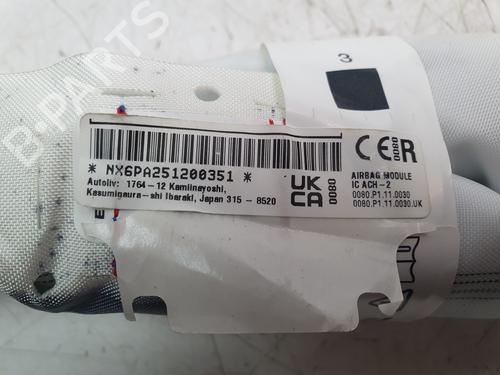 3
* NX6PA251200351 *
Autoliv: 1764-12 Kamiinayoshi,
Kasumigaura-shi Ibaraki, Japan 315-8520
UK
CA
0080
CE
0080
AIRBAG MODULE
IC ACH-2
0080.P1.11.0030
0080.P1.11.0030.UK
B-PARTS